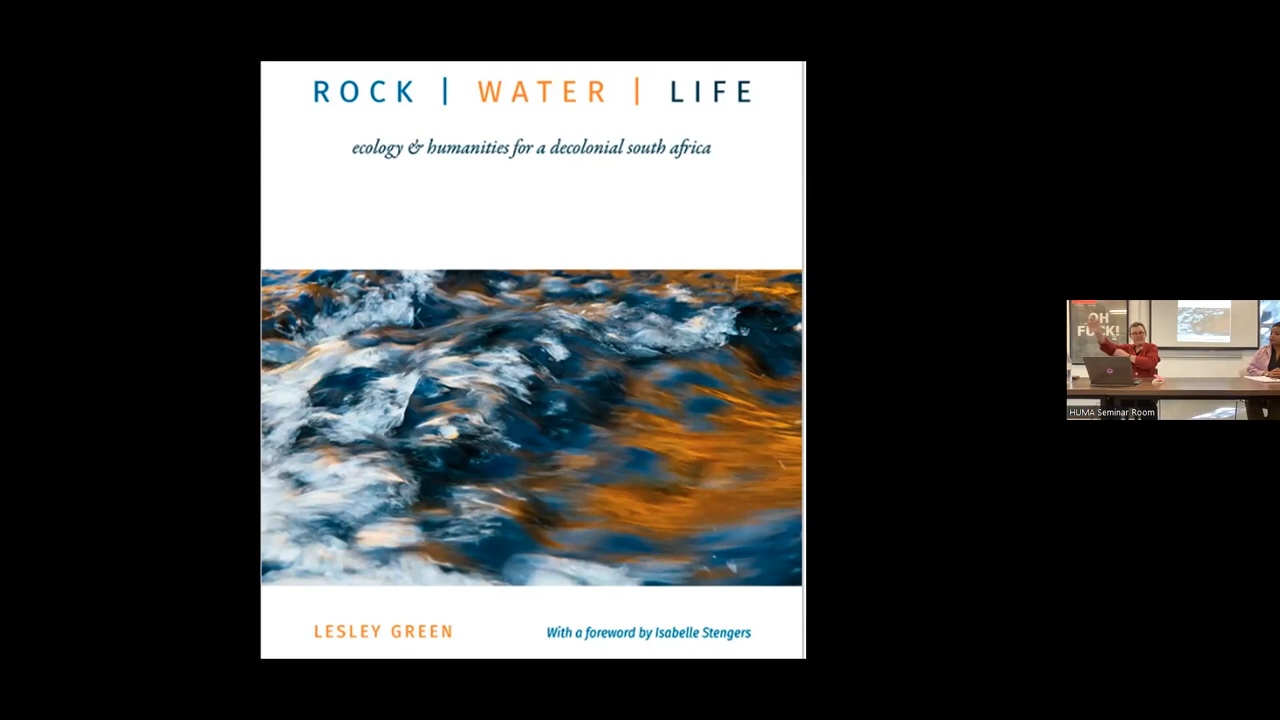 ROCK | WATER | LIFE
ecology & humanities for a decolonial south africa
LESLEY GREEN
With a foreword by Isabelle Stengers
OH
FUCK!
HUMA Seminar Room